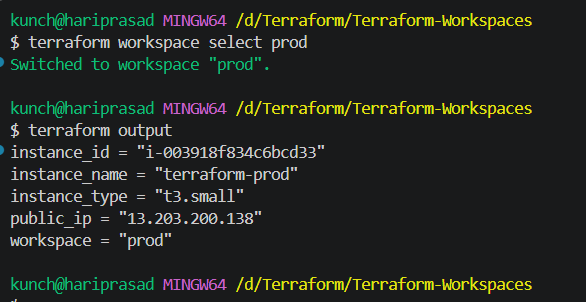 kunch@hariprasad MINGW64 /d/Terraform/Terraform-Workspaces
$ terraform workspace select prod
Switched to workspace "prod".
kunch@hariprasad MINGW64 /d/Terraform/Terraform-Workspaces
$ terraform output
instance_id = "i-003918f834c6bcd33"
instance_name = "terraform-prod"
instance_type = "t3.small"
public_ip = "13.203.200.138"
workspace = "prod"
kunch@hariprasad MINGW64 /d/Terraform/Terraform-Workspaces